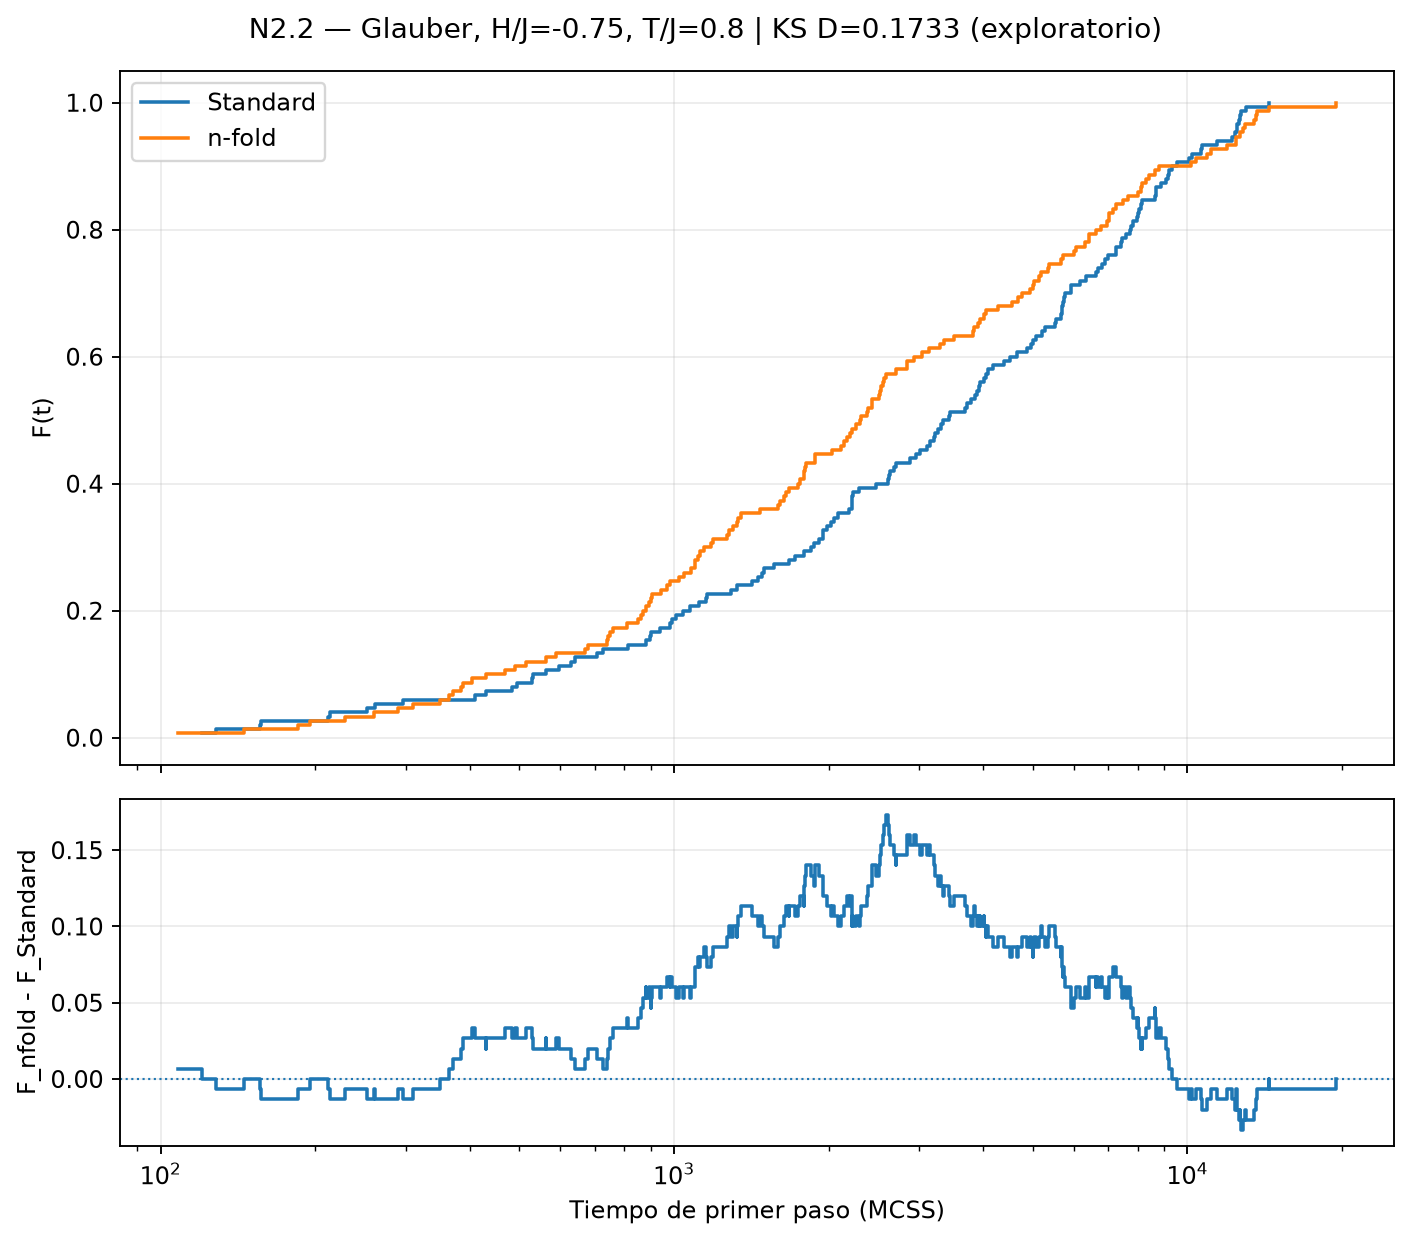 N2.2 — Glauber, H/J=-0.75, T/J=0.8 | KS D=0.1733 (exploratorio)
Standard
n-fold
F(t)
1.0
0.8
0.6
0.4
0.2
0.0
F_nfold - F_Standard
0.15
0.10
0.05
0.00
10²
10³
10⁴
Tiempo de primer paso (MCSS)